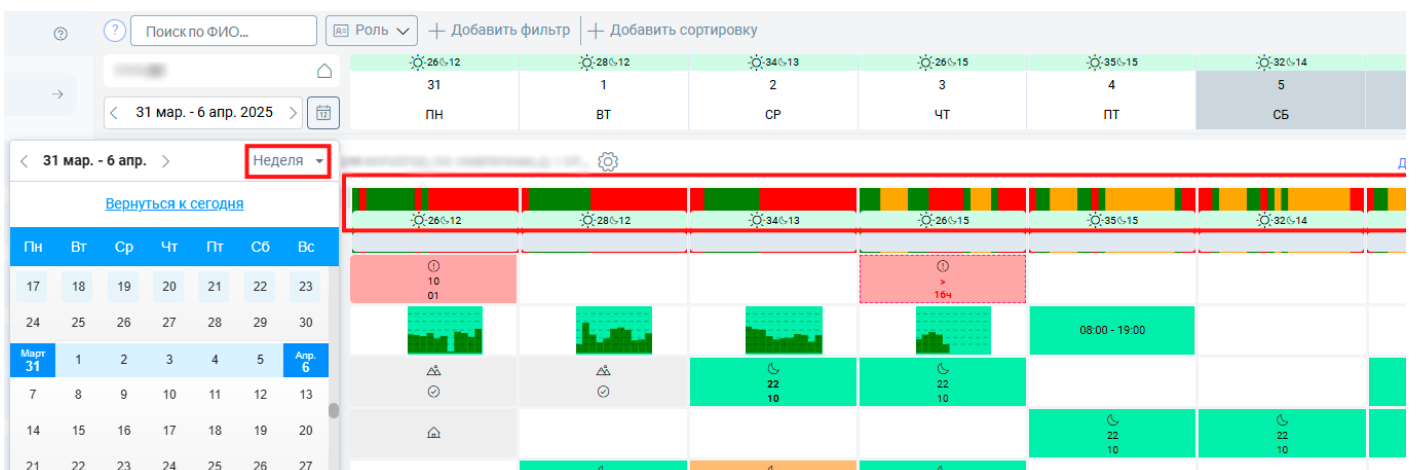 Поиск по ФИО... Роль Добавить фильтр Добавить сортировку
26 12 28 12 34 13 26 15 35 15 32 14
31 1 2 3 4 5
31 мар. - 6 апр. 2025 12 ПН ВТ СР ЧТ ПТ СБ
31 мар. - 6 апр. Неделя
Вернуться к сегодня
26 12 28 12 34 13 26 15 35 15 32 14
Пн Вт Ср Чт Пт Сб Вс
17 18 19 20 21 22 23
24 25 26 27 28 29 30
Март Апр.
31 1 2 3 4 5 6
7 8 9 10 11 12 13
14 15 16 17 18 19 20
21 22 23 24 25 26 27
10
01
»
16ч
08:00 - 19:00
22 22
10 10
22 22
10 10